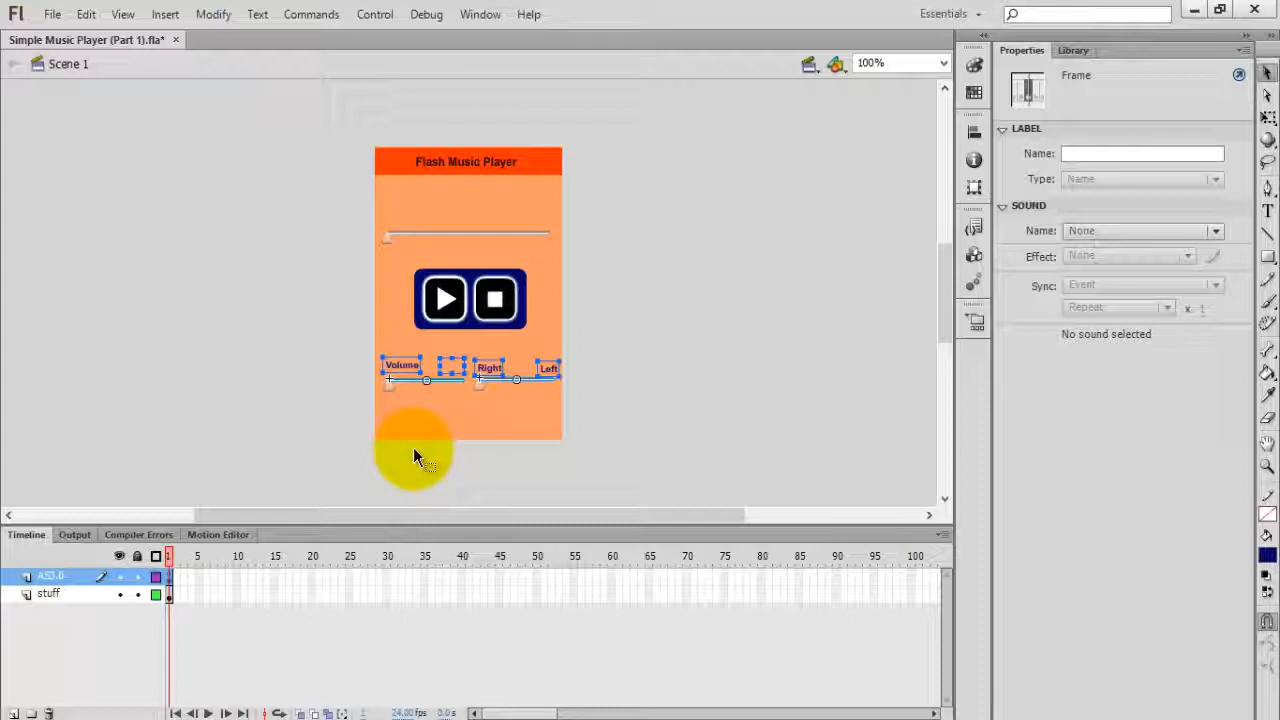 Fl File Edit View Insert Modify Text Commands Control Debug Window Help Essentials
Simple Music Player (Part 1).fla* ×
Scene 1 100%
Properties Library
Frame
LABEL
Name:
Type: Name
SOUND
Name: None
Effect: None
Sync: Event
Repeat x 1
No sound selected
Flash Music Player
Volume Right Left
Timeline Output Compiler Errors Motion Editor
1 5 10 15 20 25 30 35 40 45 50 55 60 65 70 75 80 85 90 95 100
AS3.0
stuff
1 24.00 fps 0.0 s